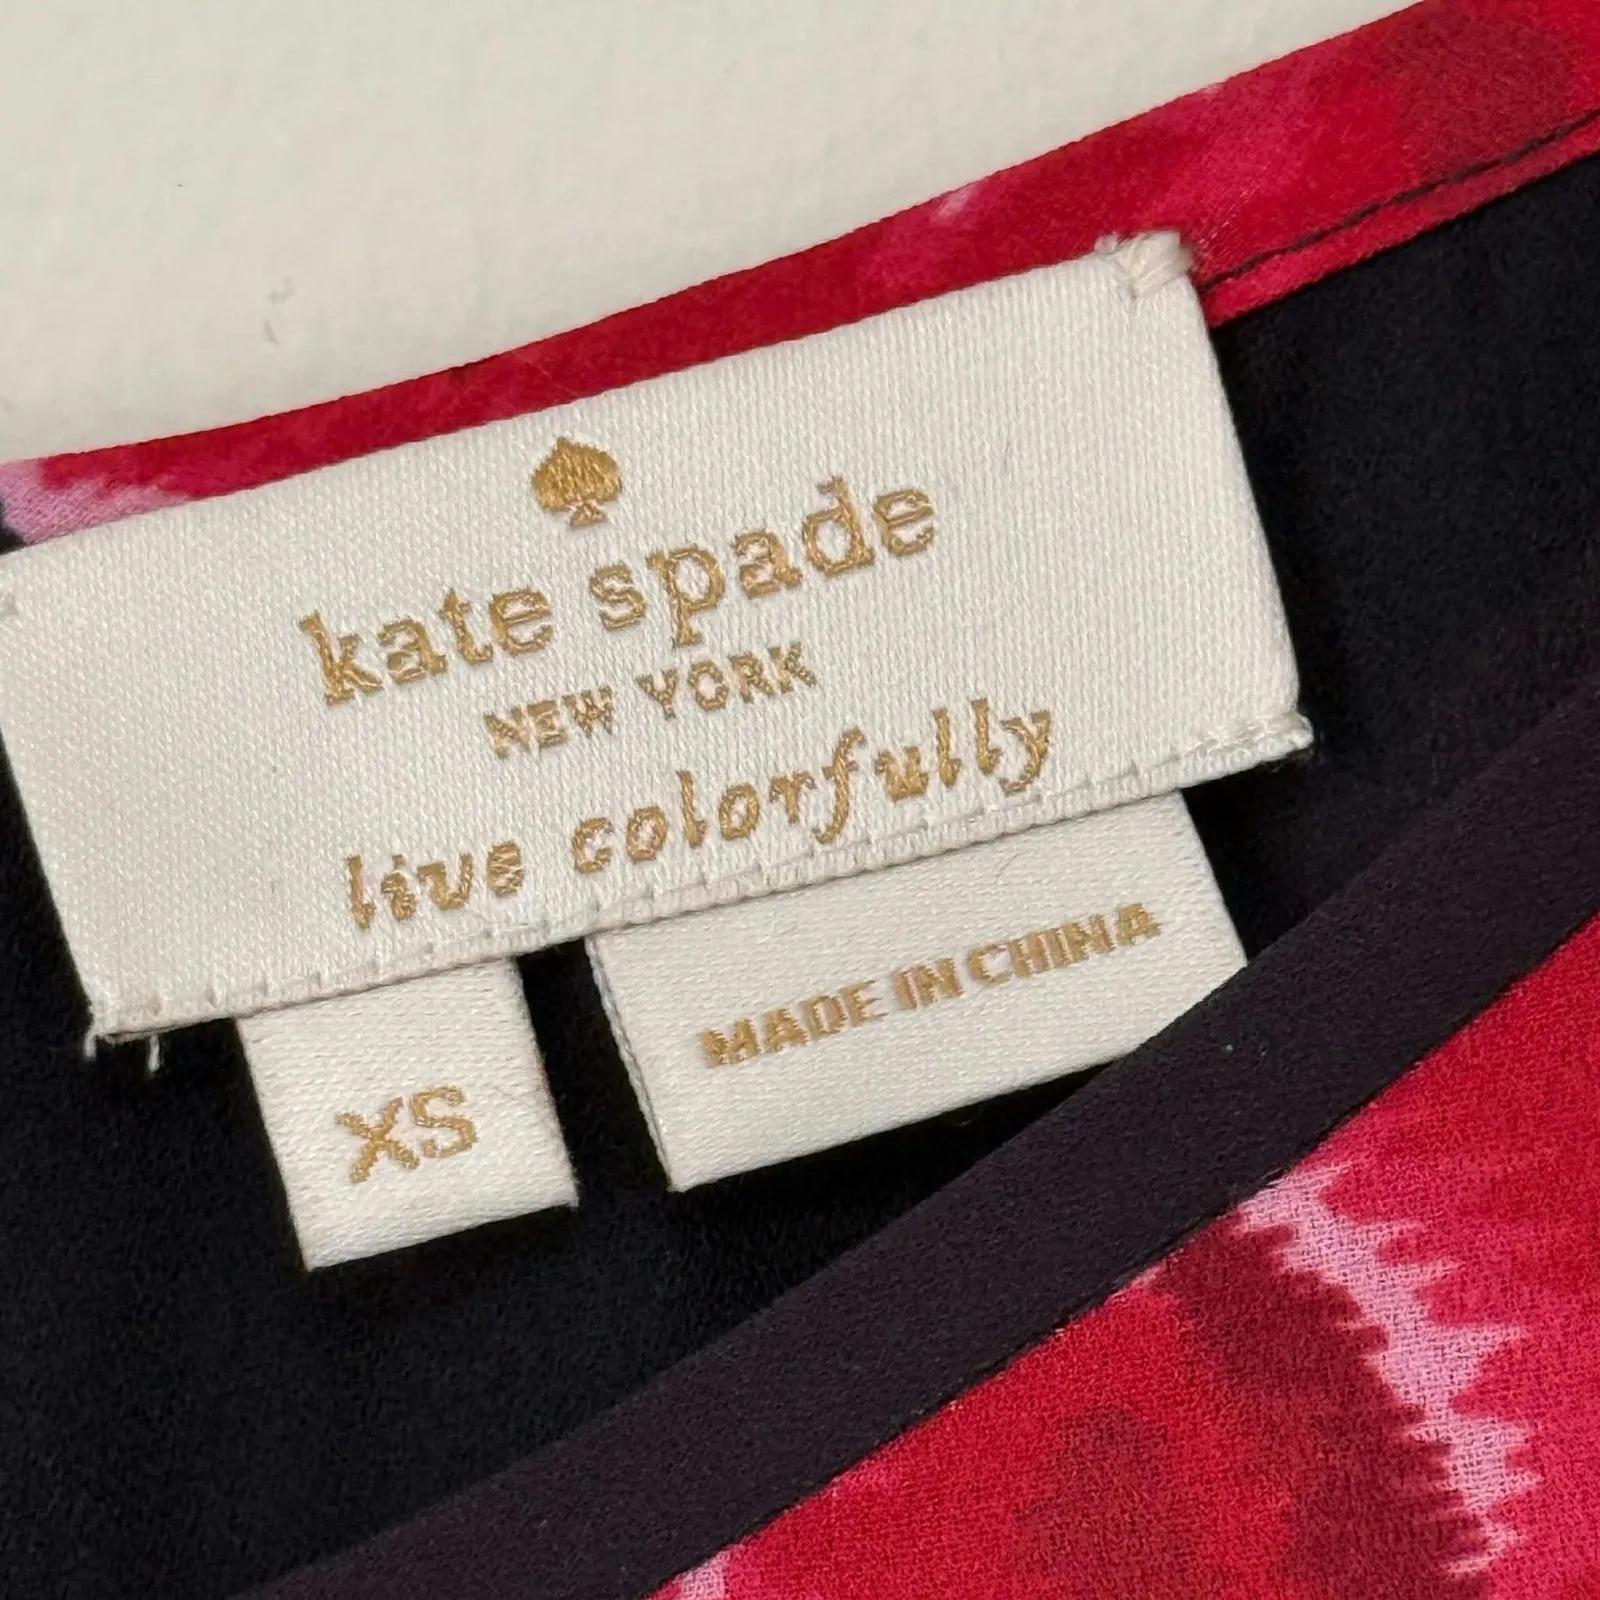 kate spade
NEW YORK
live colorfully
XS
MADE IN CHINA